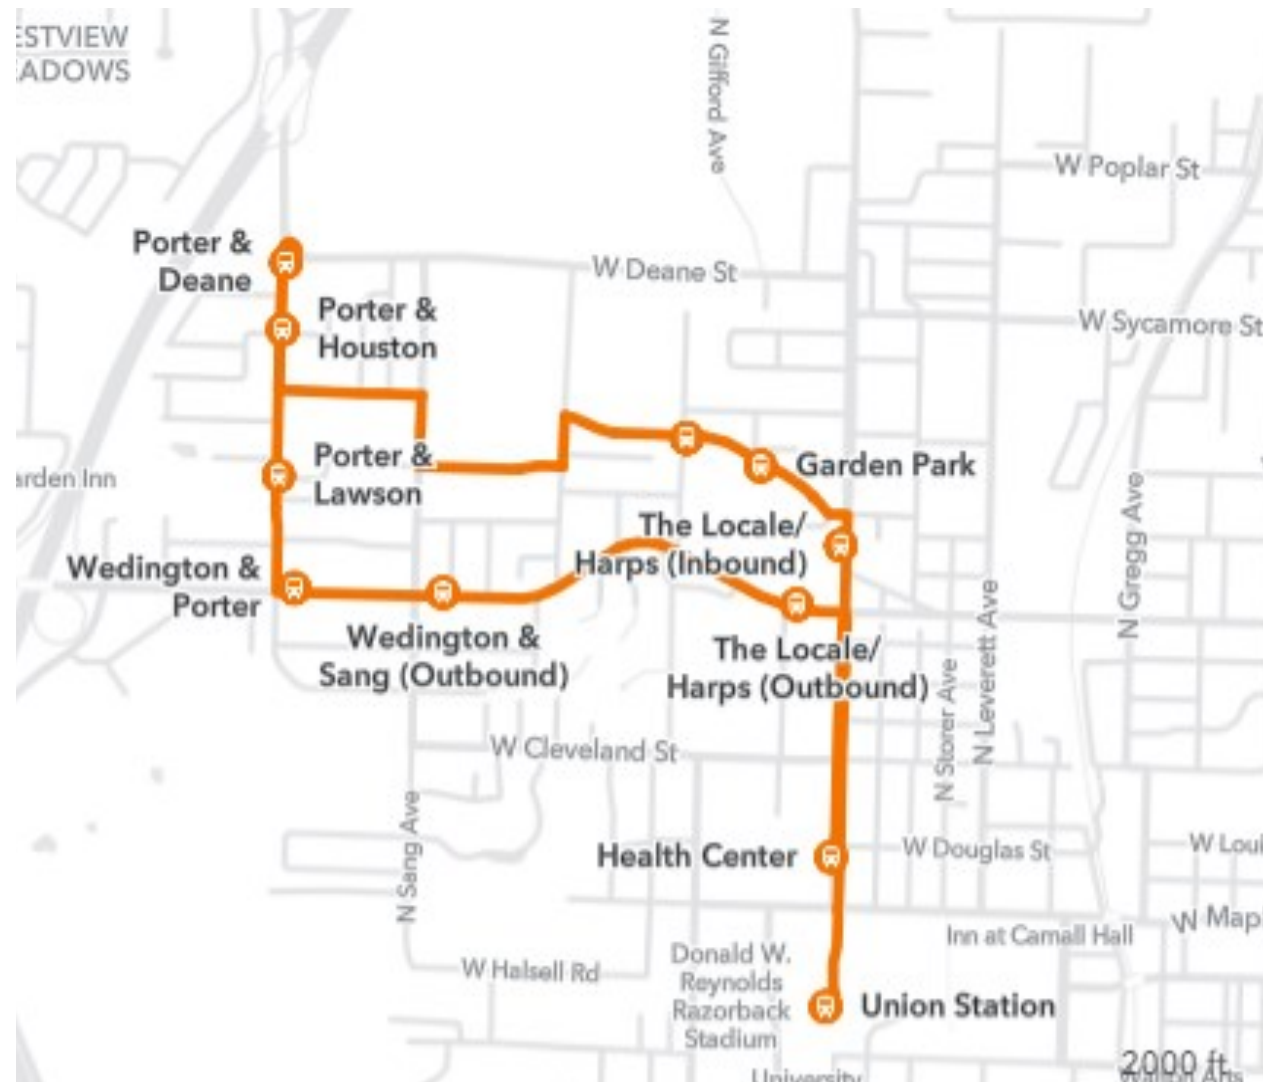 ESTVIEW
EADOWS
N Gifford Ave
W Poplar St
Porter &
Deane
W Deane St
Porter &
Houston
W Sycamore St
Porter &
Lawson
Garden Park
arden Inn
N Gregg Ave
The Locale/
Harps (Inbound)
Wedington &
Porter
Wedington &
Sang (Outbound)
The Locale/
Harps (Outbound)
N Storer Ave
N Leverett Ave
W Cleveland St
N Sang Ave
Health Center
W Douglas St
W Loui
W Map
Inn at Carnall Hall
Donald W.
Reynolds
Razorback
Stadium
W Halsell Rd
Union Station
2000 ft
University